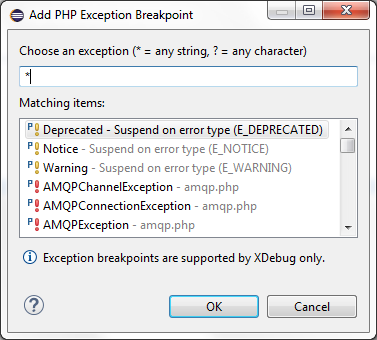 Add PHP Exception Breakpoint
Choose an exception (* = any string, ? = any character)
*
Matching items:
Deprecated - Suspend on error type (E_DEPRECATED)
Notice - Suspend on error type (E_NOTICE)
Warning - Suspend on error type (E_WARNING)
AMQPChannelException - amqp.php
AMQPConnectionException - amqp.php
AMQPException - amqp.php
Exception breakpoints are supported by XDebug only.
OK Cancel